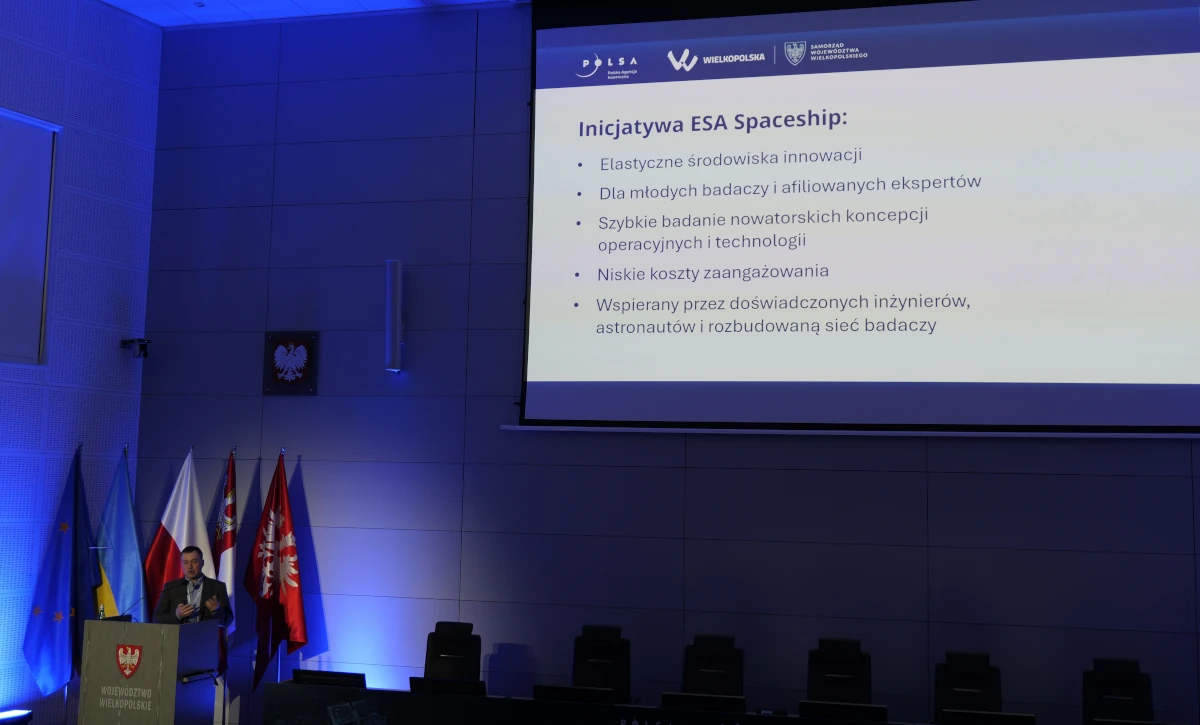 POLSA
Polska Agencja
Kosmiczna
WIELKOPOLSKA
SAMORZĄD
WOJEWÓDZTWA
WIELKOPOLSKIEGO
Inicjatywa ESA Spaceship:
• Elastyczne środowiska innowacji
• Dla młodych badaczy i afiliowanych ekspertów
• Szybkie badanie nowatorskich koncepcji
operacyjnych i technologii
• Niskie koszty zaangażowania
• Wspierany przez doświadczonych inżynierów,
astronautów i rozbudowaną sieć badaczy
WOJEWÓDZTWO
WIELKOPOLSKIE
POLSA